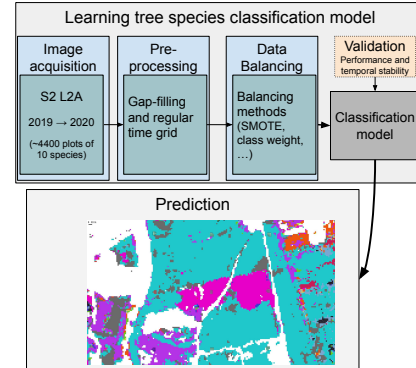 Learning tree species classification model
Image
acquisition
S2 L2A
2019 → 2020
(~4400 plots of
10 species)
Pre-
processing
Gap-filling
and regular
time grid
Data
Balancing
Balancing
methods
(SMOTE,
class weight,
...)
Validation
Performance and
temporal stability
Classification
model
Prediction